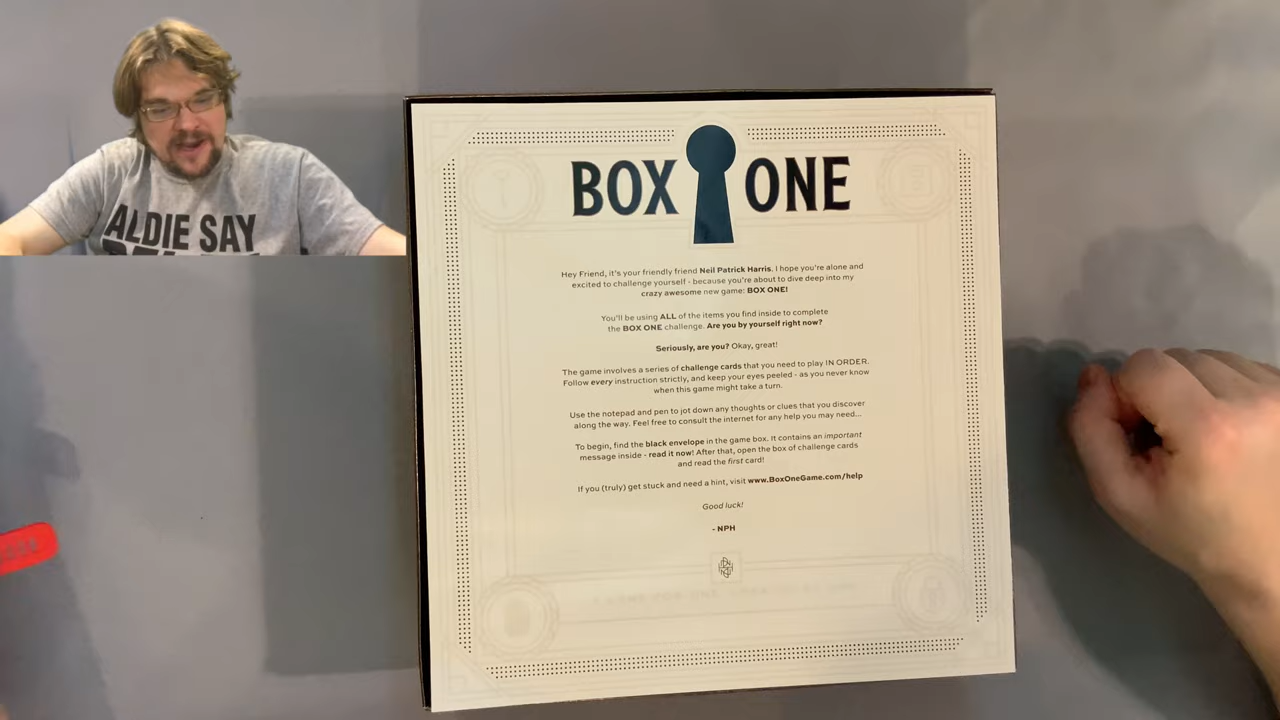 ALDIE SAY
BOX ONE
Hey Friend, it's your friendly friend Neil Patrick Harris. I hope you're alone and
excited to challenge yourself - because you're about to dive deep into my
crazy awesome new game: BOX ONE!
You'll be using ALL of the items you find inside to complete
the BOX ONE challenge. Are you by yourself right now?
Seriously, are you? Okay, great!
The game involves a series of challenge cards that you need to play IN ORDER.
Follow every instruction strictly, and keep your eyes peeled - as you never know
when this game might take a turn.
Use the notepad and pen to jot down any thoughts or clues that you discover
along the way. Feel free to consult the internet for any help you may need...
To begin, find the black envelope in the game box. It contains an important
message inside - read it now! After that, open the box of challenge cards
and read the first card!
If you (truly) get stuck and need a hint, visit www.BoxOneGame.com/help
Good luck!
- NPH